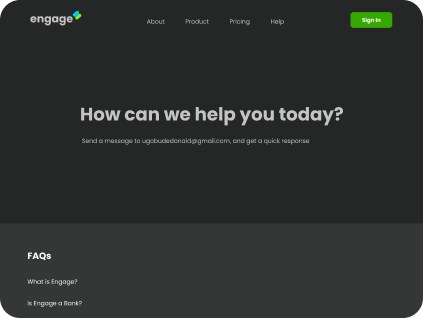 engage
About Product Pricing Help
Sign In
How can we help you today?
Send a message to ugobudedonald@gmail.com, and get a quick response
FAQs
What is Engage?
Is Engage a Bank?